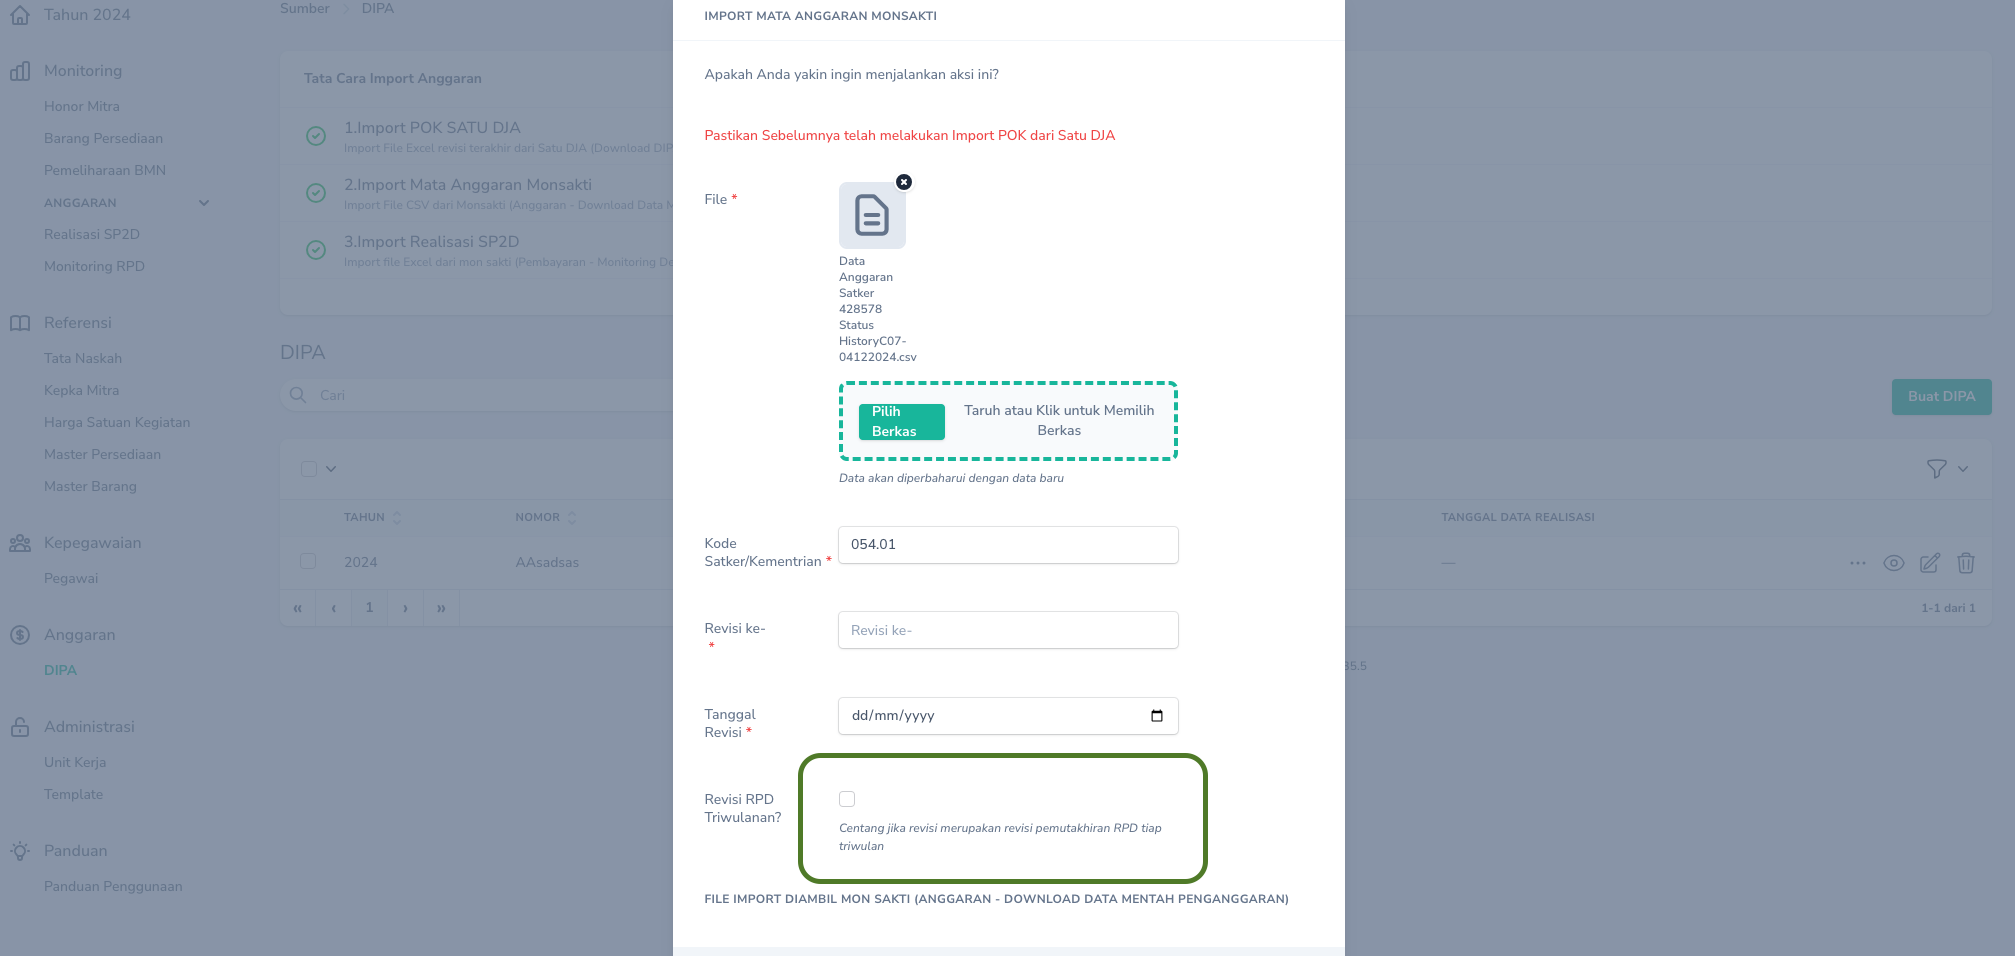 Tahun 2024
Monitoring
Honor Mitra
Barang Persediaan
Pemeliharaan BMN
ANGGARAN
Realisasi SP2D
Monitoring RPD
Referensi
Tata Naskah
Kepka Mitra
Harga Satuan Kegiatan
Master Persediaan
Master Barang
Kepegawaian
Pegawai
Anggaran
DIPA
Administrasi
Unit Kerja
Template
Panduan
Panduan Penggunaan
Sumber DIPA
Tata Cara Import Anggaran
1.Import POK SATU DJA
Import File Excel revisi terakhir dari Satu DJA (Download DIP
2.Import Mata Anggaran Monsakti
Import File CSV dari Monsakti (Anggaran - Download Data M
3.Import Realisasi SP2D
Import file Excel dari mon sakti (Pembayaran - Monitoring De
DIPA
Cari
Buat DIPA
TAHUN NOMOR TANGGAL DATA REALISASI
2024 AAsadsas —
« ‹ 1 › » 1-1 dari 1
35.5
IMPORT MATA ANGGARAN MONSAKTI
Apakah Anda yakin ingin menjalankan aksi ini?
Pastikan Sebelumnya telah melakukan Import POK dari Satu DJA
File *
Data
Anggaran
Satker
428578
Status
HistoryC07-
04122024.csv
Pilih
Berkas
Taruh atau Klik untuk Memilih
Berkas
Data akan diperbaharui dengan data baru
Kode
Satker/Kementrian *
054.01
Revisi ke-
*
Revisi ke-
Tanggal
Revisi *
dd/mm/yyyy
Revisi RPD
Triwulanan?
Centang jika revisi merupakan revisi pemutakhiran RPD tiap
triwulan
FILE IMPORT DIAMBIL MON SAKTI (ANGGARAN - DOWNLOAD DATA MENTAH PENGANGGARAN)